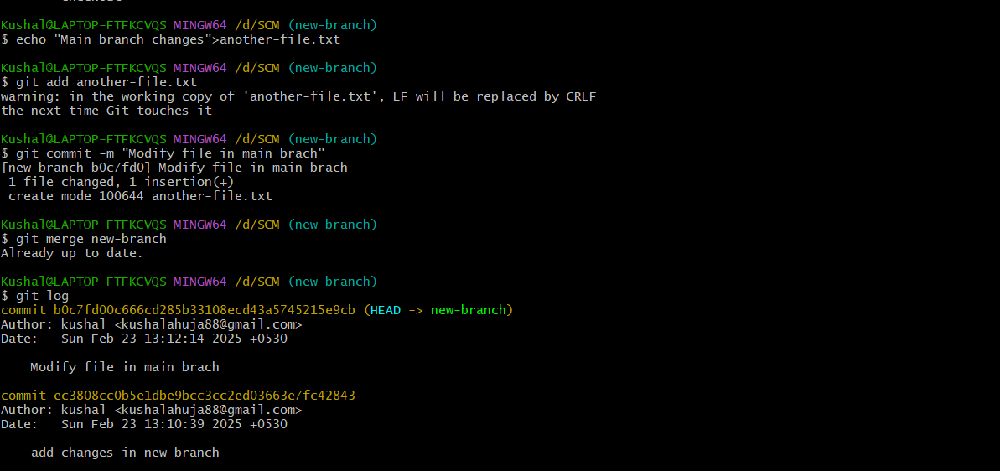 Kushal@LAPTOP-FTFKCVQS MINGW64 /d/SCM (new-branch)
$ echo "Main branch changes">another-file.txt
Kushal@LAPTOP-FTFKCVQS MINGW64 /d/SCM (new-branch)
$ git add another-file.txt
warning: in the working copy of 'another-file.txt', LF will be replaced by CRLF
the next time Git touches it
Kushal@LAPTOP-FTFKCVQS MINGW64 /d/SCM (new-branch)
$ git commit -m "Modify file in main brach"
[new-branch b0c7fd0] Modify file in main brach
 1 file changed, 1 insertion(+)
 create mode 100644 another-file.txt
Kushal@LAPTOP-FTFKCVQS MINGW64 /d/SCM (new-branch)
$ git merge new-branch
Already up to date.
Kushal@LAPTOP-FTFKCVQS MINGW64 /d/SCM (new-branch)
$ git log
commit b0c7fd00c666cd285b33108ecd43a5745215e9cb (HEAD -> new-branch)
Author: kushal <kushalahuja88@gmail.com>
Date:   Sun Feb 23 13:12:14 2025 +0530
    Modify file in main brach
commit ec3808cc0b5e1dbe9bcc3cc2ed03663e7fc42843
Author: kushal <kushalahuja88@gmail.com>
Date:   Sun Feb 23 13:10:39 2025 +0530
    add changes in new branch